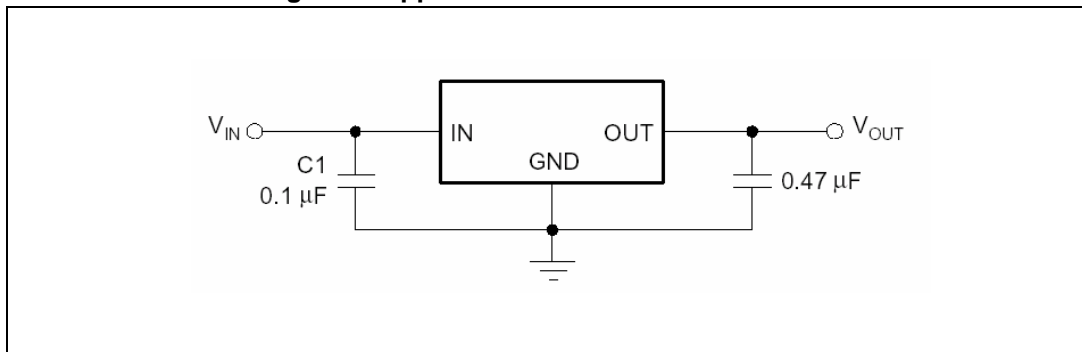 V_IN
IN
OUT
V_OUT
GND
C1
0.1 µF
0.47 µF